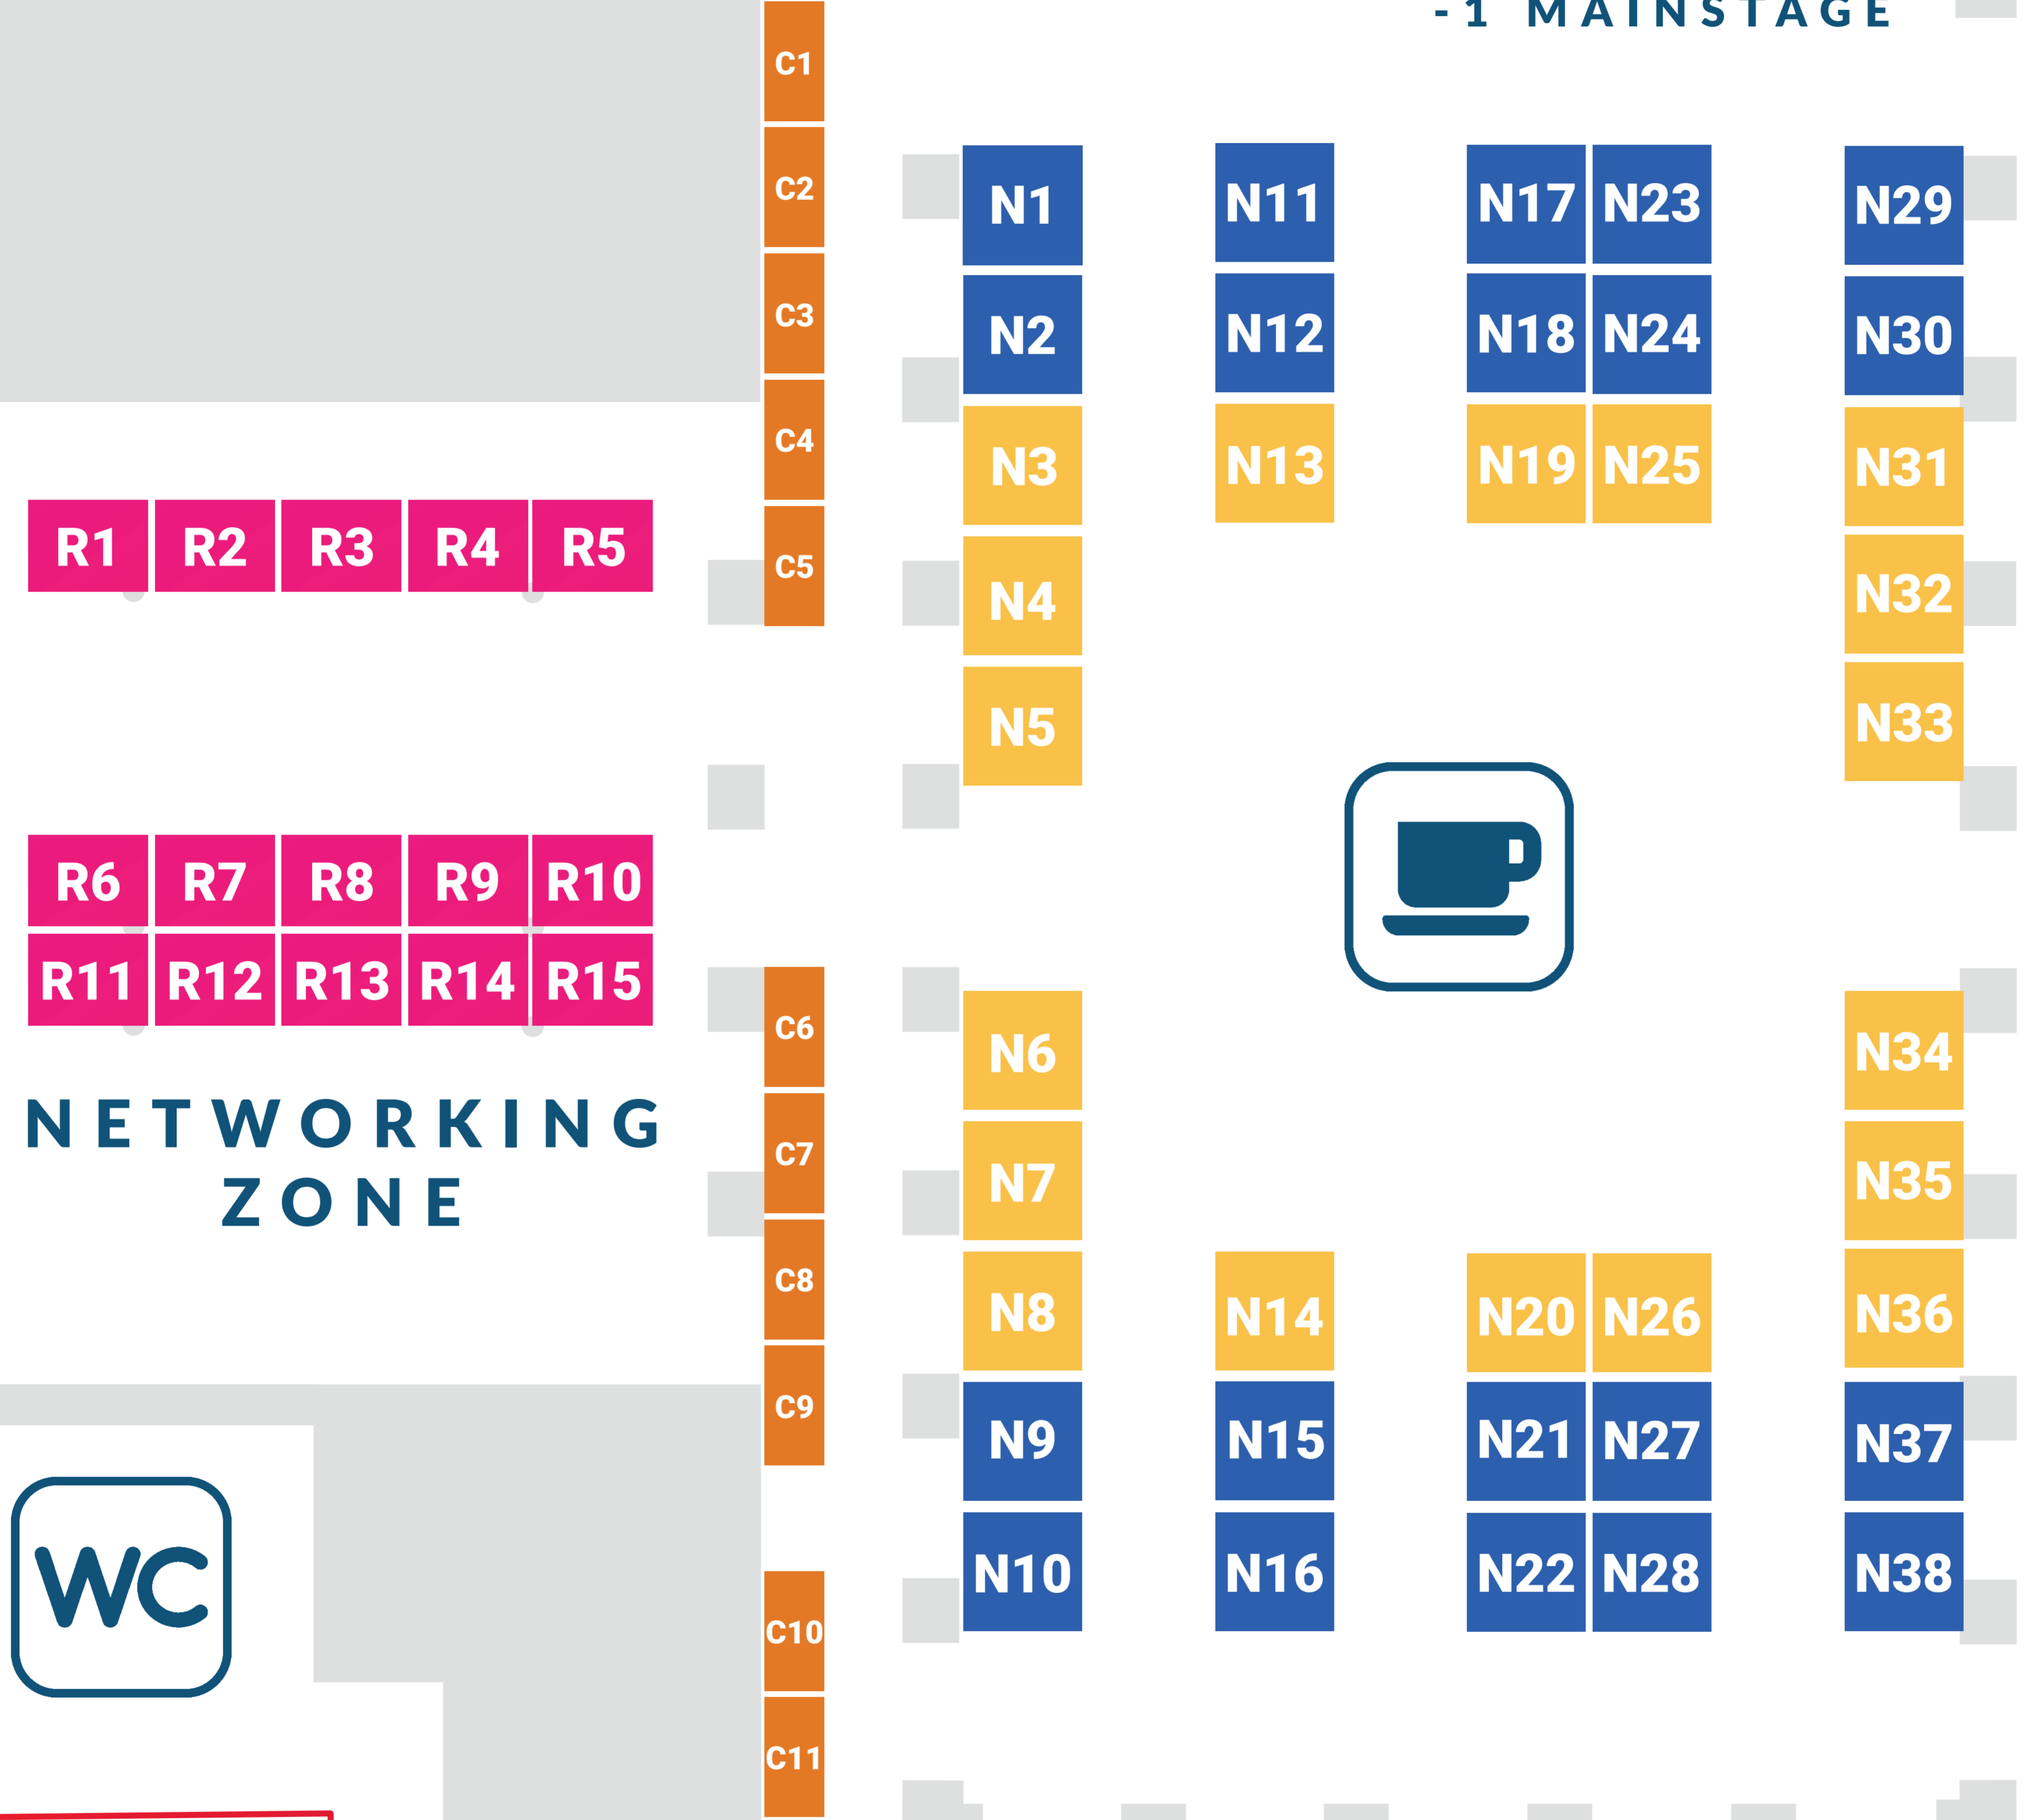 -1 MAINSTAGE
C1
C2
C3
C4
C5
R1 R2 R3 R4 R5
R6 R7 R8 R9 R10
R11 R12 R13 R14 R15
NETWORKING
ZONE
WC
C6
C7
C8
C9
C10
C11
N1 N11 N17 N23 N29
N2 N12 N18 N24 N30
N3 N13 N19 N25 N31
N4 N32
N5 N33
N6 N34
N7 N35
N8 N14 N20 N26 N36
N9 N15 N21 N27 N37
N10 N16 N22 N28 N38